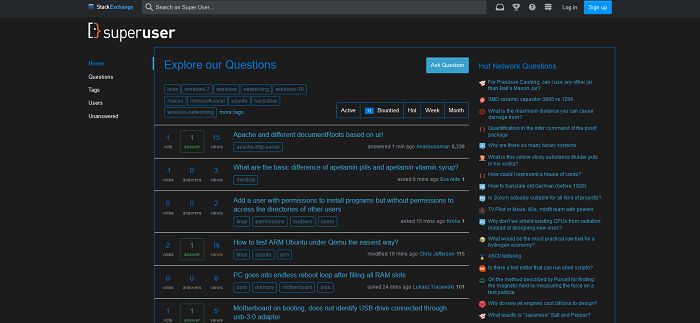 StackExchange
Search on Super User...
Log in
Sign up
superuser
Home
Questions
Tags
Users
Unanswered
Explore our Questions
Ask Question
linux windows-7 windows networking windows-10
macos microsoft-excel ubuntu hard-drive
wireless-networking more tags
Active Bountied Hot Week Month
1 1 15
vote answer views
Apache and different documentRoots based on url
apache-http-server
answered 1 min ago Anaksunaman 8,338
-1 0 3
votes answers views
What are the basic difference of apetamin pills and apetamin vitamin syrup?
medical
asked 9 mins ago Eva Aide 1
0 0 2
votes answers views
Add a user with permissions to install programs but without permissions to
access the directories of other users
linux permissions sudoers users
asked 15 mins ago Kroka 1
2 1 1k
votes answer views
How to test ARM Ubuntu under Qemu the easiest way?
linux ubuntu arm
modified 19 mins ago Chris Jefferson 115
0 0 8
votes answers views
PC goes into endless reboot loop after filling all RAM slots
boot memory motherboard bios
asked 24 mins ago Lukasz Tracewski 101
1 1 5
Motherboard on booting, does not identify USB drive connected through
usb-3.0 adapter
Hot Network Questions
For Pressure Canning, can I use any other jar
than Ball's Mason Jar?
SMD ceramic capacitor 0805 vs 1206
What is the maximum distance you can cause
damage from?
Quantification in the infer command of the proof
package
Why are there so many binary systems
What is this yellow sticky substance Mulder puts
in his vodka?
How could I represent a house of cards?
How to translate old German (before 1920)
Is Scrum actually suitable for all kind of projects?
TV Pilot or Movie, 80s; misfit team with powers
Why don't we shield existing CPUs from radiation
instead of designing new ones?
What would be the most practical raw fuel for a
hydrogen economy?
ASCII tetturing
Is there a text editor that can run shell scripts?
On the method described by Purcell for finding
the magnetic field by measuring the force on a
test particle
Why do new jet engines cost billions to design?
What exactly is "Japanese" Salt and Pepper?